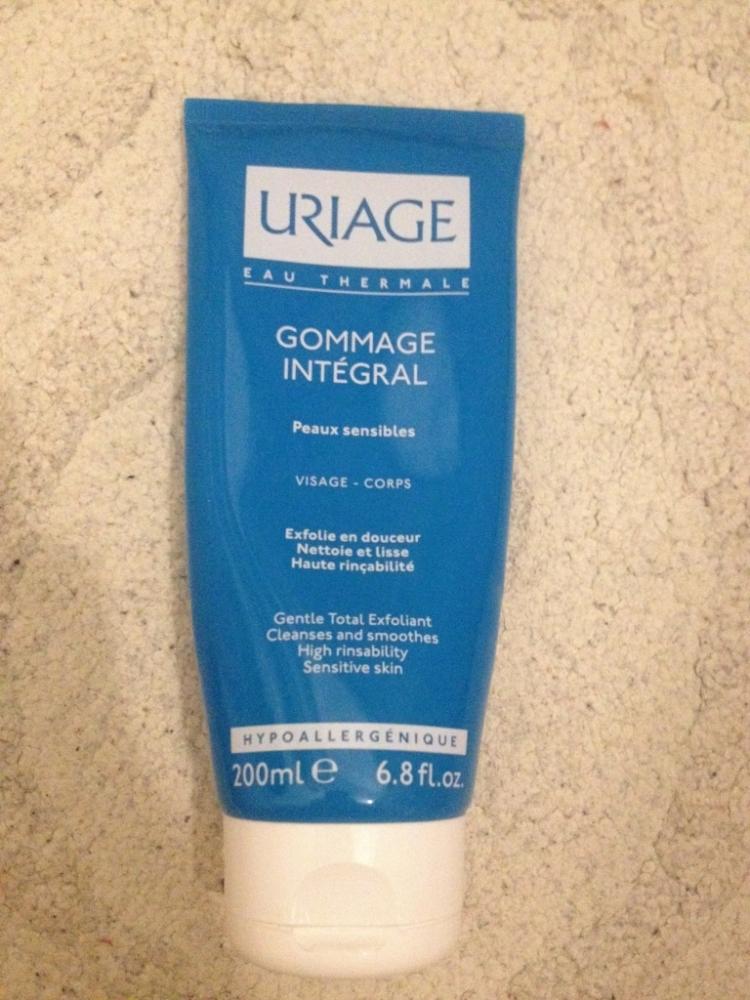 URIAGE
EAU THERMALE
GOMMAGE
INTÉGRAL
Peaux sensibles
VISAGE - CORPS
Exfolie en douceur
Nettoie et lisse
Haute rinçabilité
Gentle Total Exfoliant
Cleanses and smoothes
High rinsability
Sensitive skin
HYPOALLERGÉNIQUE
200ml e 6.8 fl.oz.